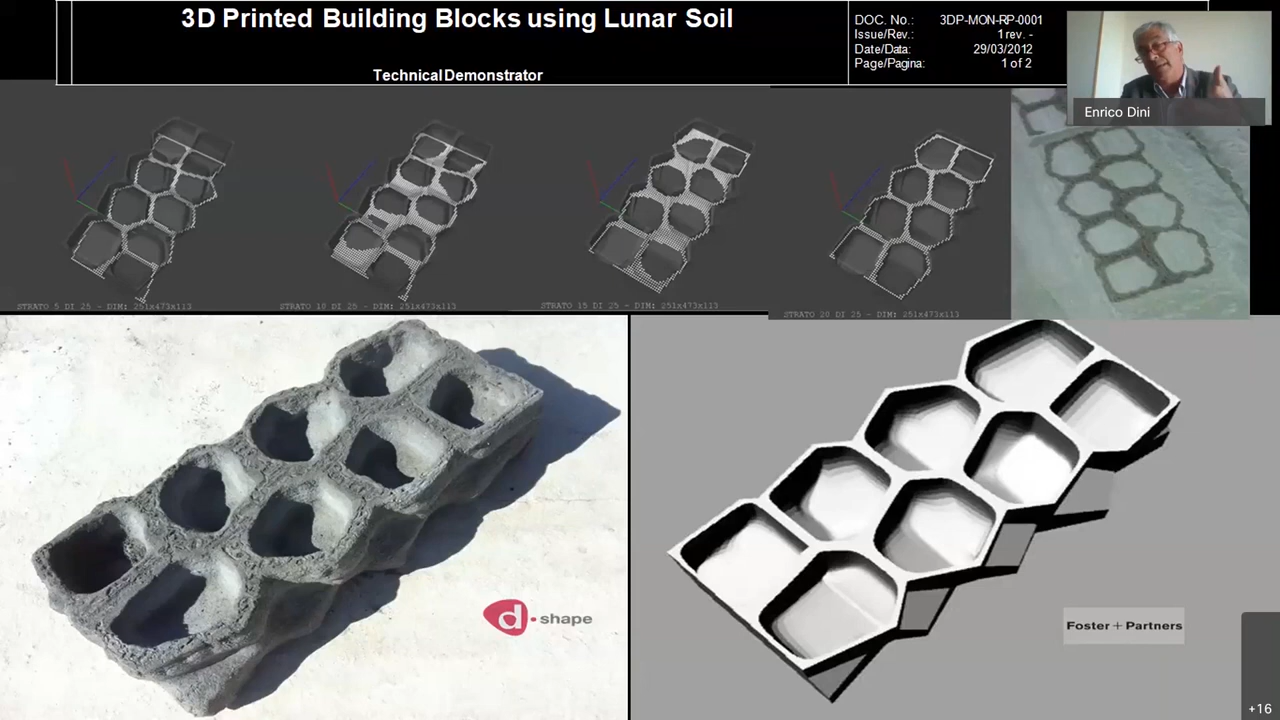 3D Printed Building Blocks using Lunar Soil
Technical Demonstrator
DOC. No.: 3DP-MON-RP-0001
Issue/Rev.: 1 rev. -
Date/Data: 29/03/2012
Page/Pagina: 1 of 2
Enrico Dini
STRATO 5 DI 25 - DIM: 251x473x113
STRATO 10 DI 25 - DIM: 251x473x113
STRATO 15 DI 25 - DIM: 251x473x113
STRATO 20 DI 25 - DIM: 251x473x113
d·shape
Foster + Partners
+16